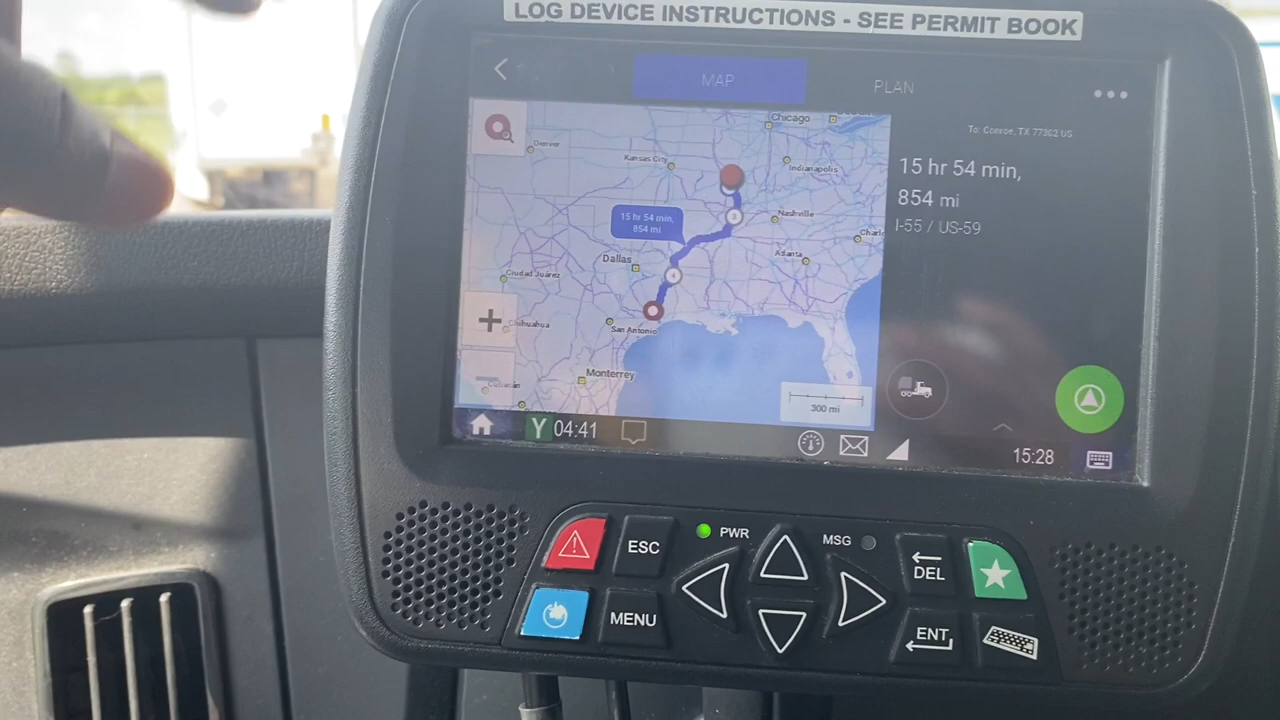 LOG DEVICE INSTRUCTIONS - SEE PERMIT BOOK
MAP
PLAN
To: Conroe, TX 77302 US
15 hr 54 min,
854 mi
I-55 / US-59
Chicago
Denver
Kansas City
Indianapolis
15 hr 54 min,
854 mi
Nashville
Charl
Dallas
Atlanta
Ciudad Juárez
Chihuahua
San Antonio
Monterrey
300 mi
Y 04:41
15:28
ESC
PWR
MSG
DEL
MENU
ENT